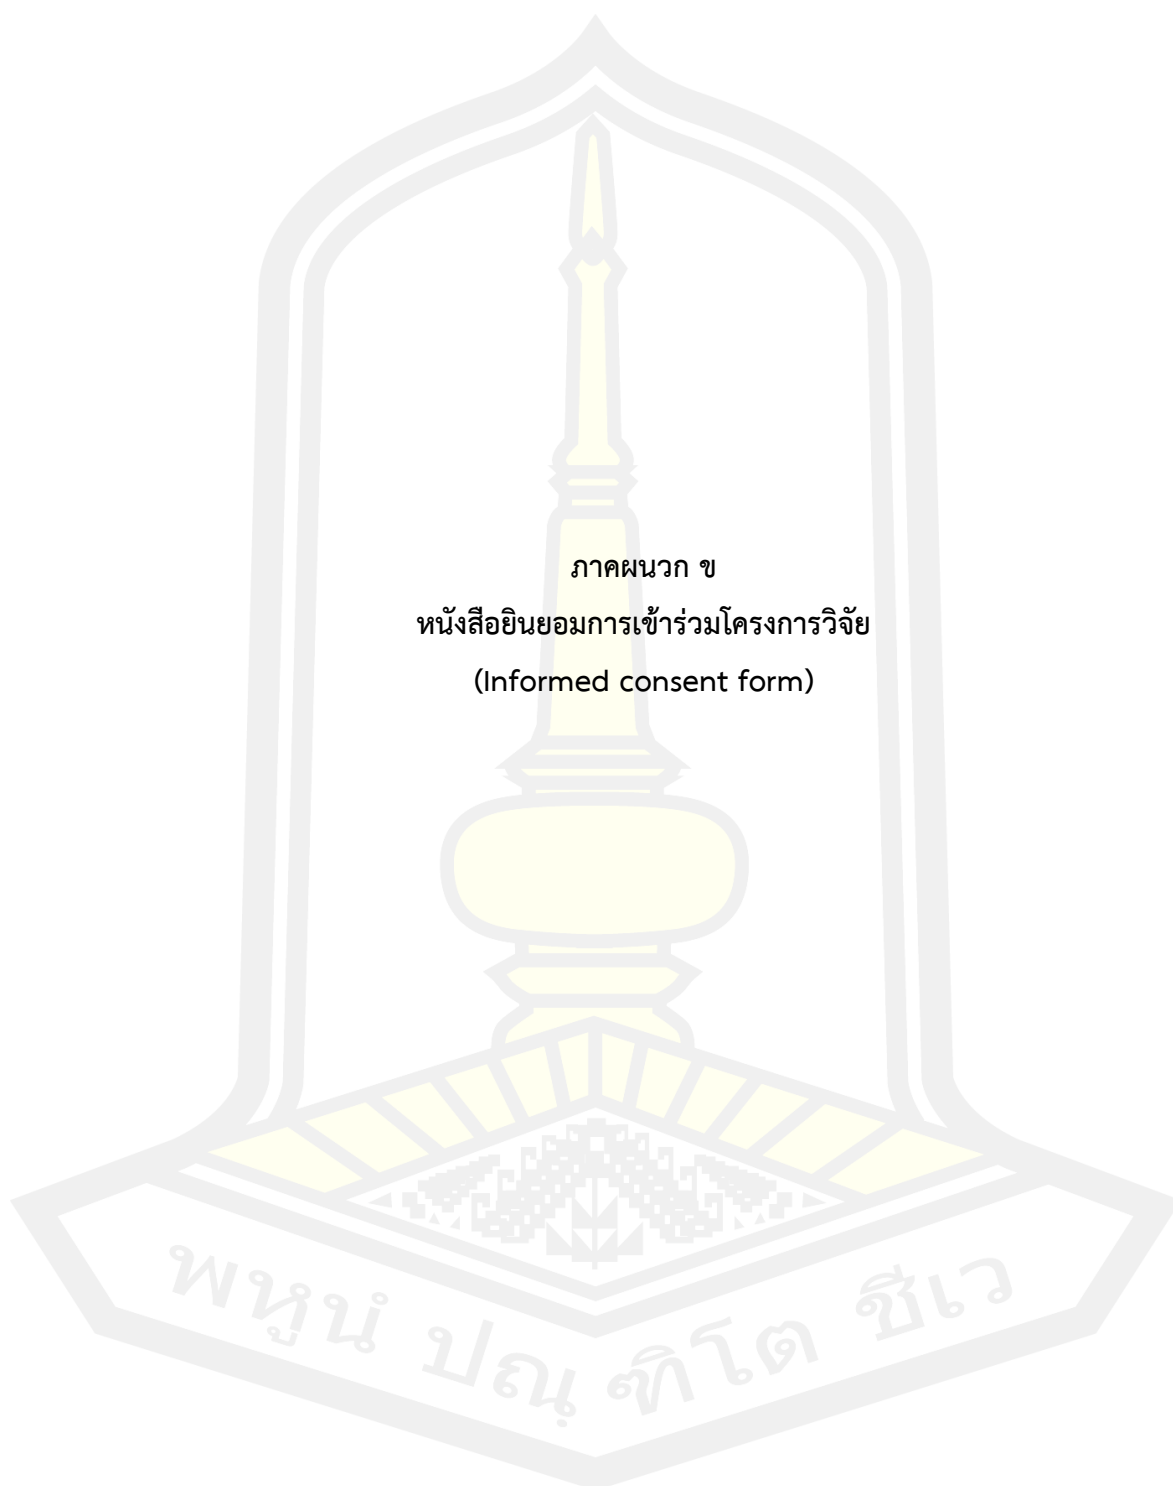 ภาคผนวก ข
หนังสือยินยอมการเข้าร่วมโครงการวิจัย
(Informed consent form)
พหูนํ ปณฺฑิโต ชีเว